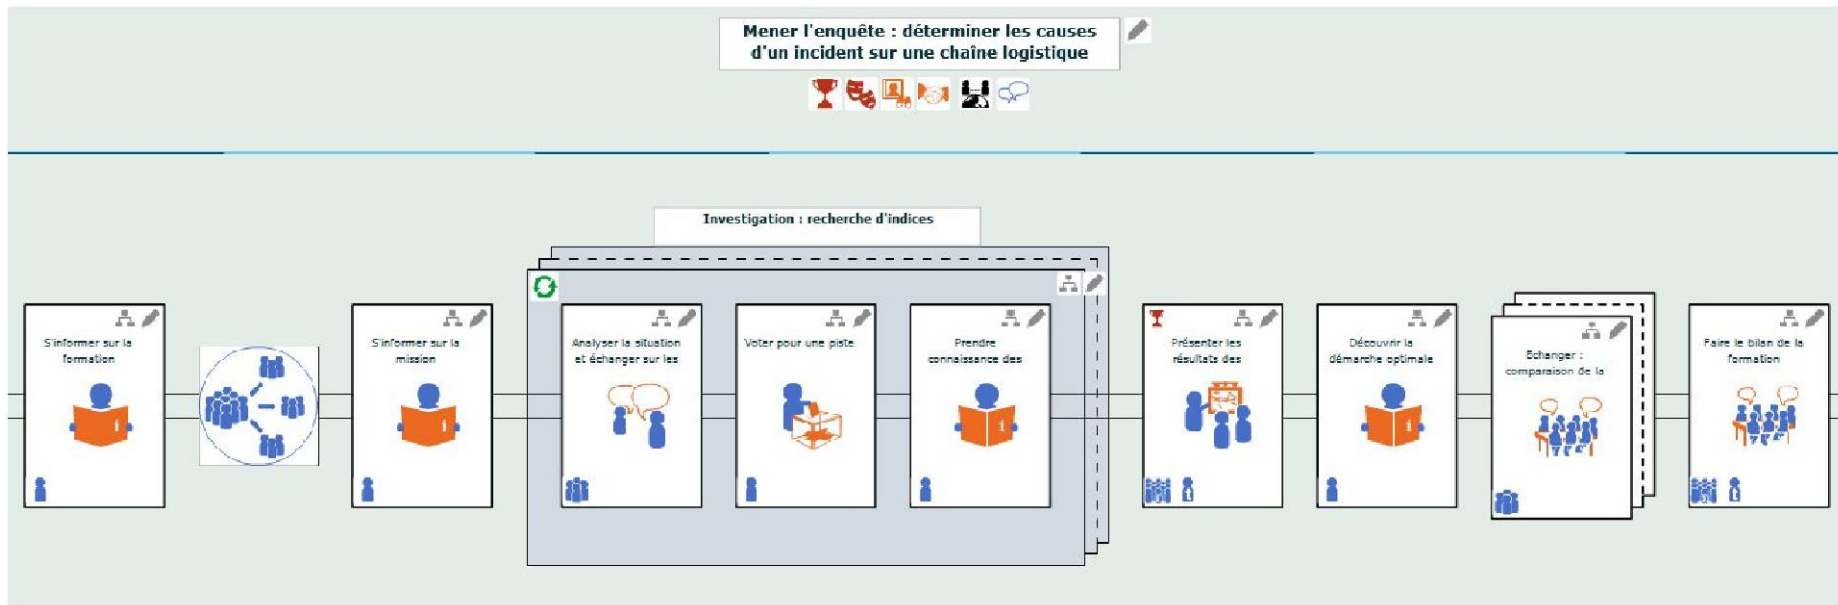 Mener l'enquête : déterminer les causes
d'un incident sur une chaîne logistique
Investigation : recherche d'indices
S'informer sur la
formation
S'informer sur la
mission
Analyser la situation
et échanger sur les
Voter pour une piste
Prendre
connaissance des
Présenter les
résultats des
Découvrir la
démarche optimale
Echanger :
comparaison de la
Faire le bilan de la
formation